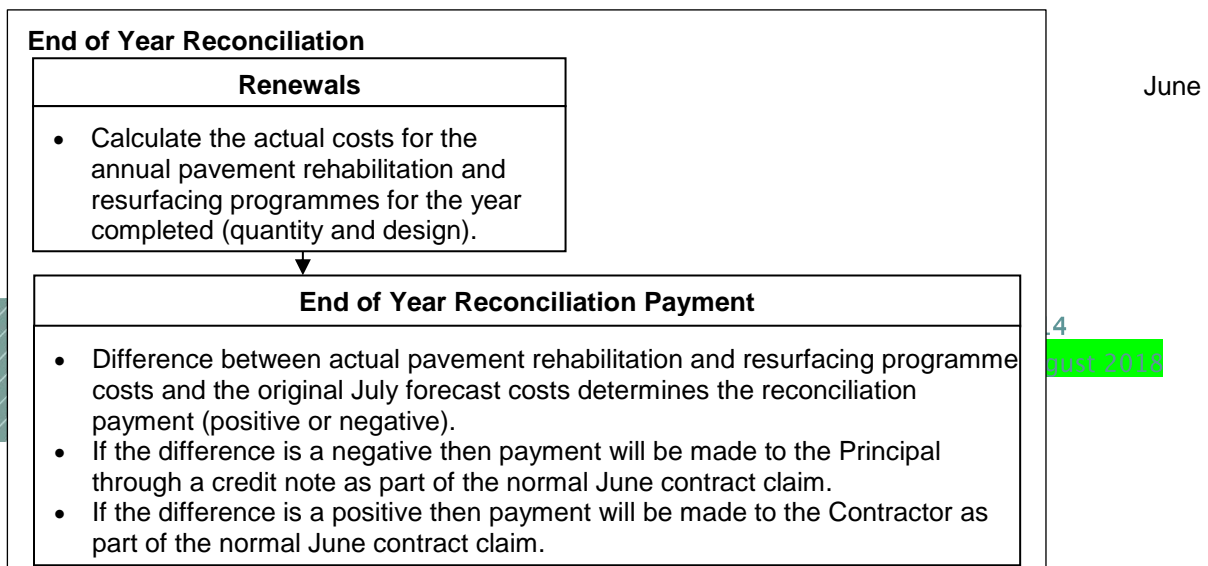 End of Year Reconciliation
Renewals
June
• Calculate the actual costs for the
annual pavement rehabilitation and
resurfacing programmes for the year
completed (quantity and design).
End of Year Reconciliation Payment
• Difference between actual pavement rehabilitation and resurfacing programme
costs and the original July forecast costs determines the reconciliation
payment (positive or negative).
• If the difference is a negative then payment will be made to the Principal
through a credit note as part of the normal June contract claim.
• If the difference is a positive then payment will be made to the Contractor as
part of the normal June contract claim.
.4
gust 2018